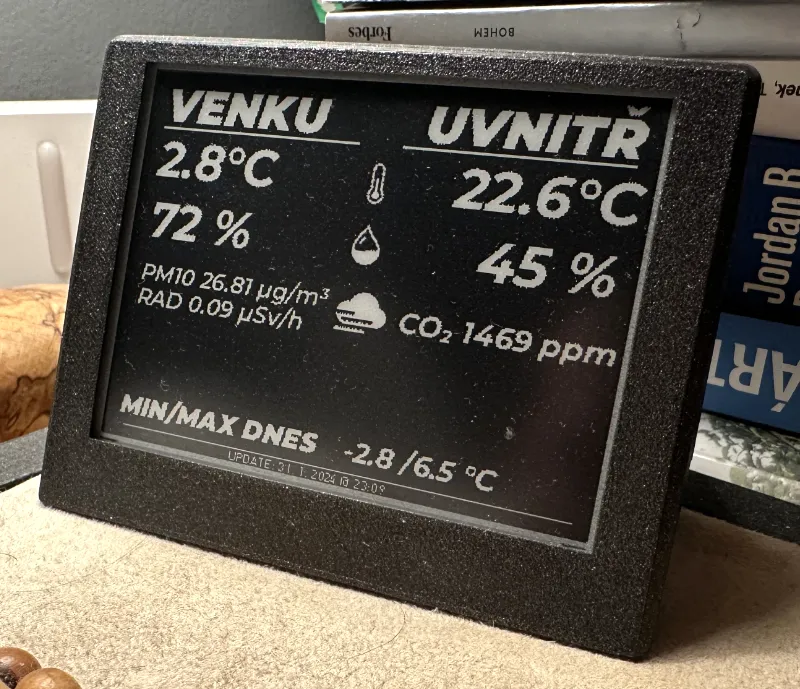 VENKU
2.8°C
72 %
PM10 26.81 µg/m³
RAD 0.09 µSv/h
UVNITŘ
22.6°C
45 %
CO₂ 1469 ppm
MIN/MAX DNES -2.8/6.5 °C
UPDATE: 31.1.2024 @ 23:09
Forbes
BOHEM
Jordan B
ÁRT